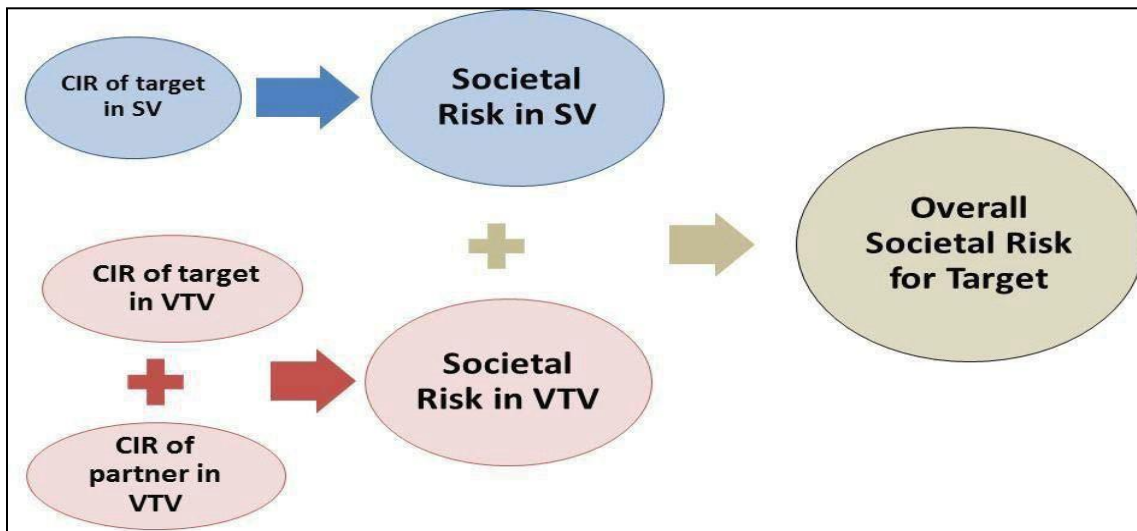 CIR of target
in SV
Societal
Risk in SV
Overall
Societal Risk
for Target
CIR of target
in VTV
Societal
Risk in VTV
CIR of
partner in
VTV